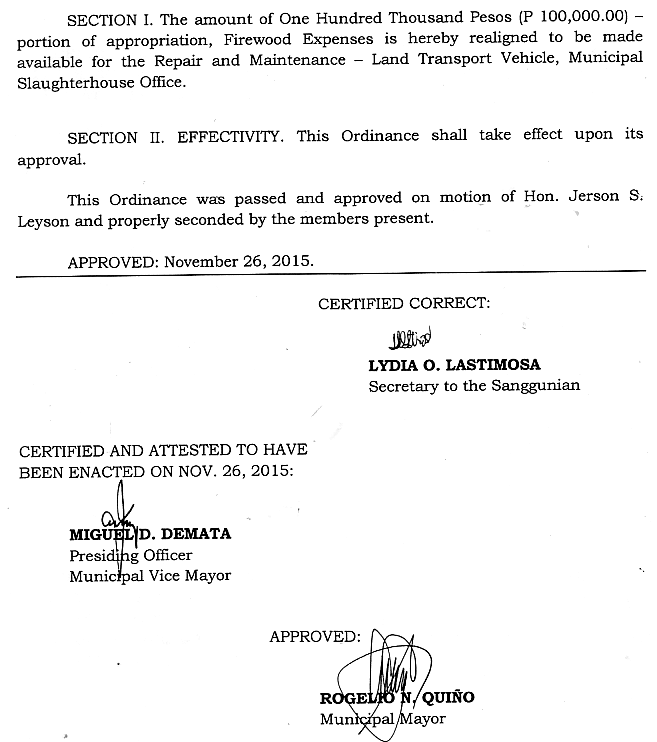 SECTION I. The amount of One Hundred Thousand Pesos (P 100,000.00) –
portion of appropriation, Firewood Expenses is hereby realigned to be made
available for the Repair and Maintenance – Land Transport Vehicle, Municipal
Slaughterhouse Office.
SECTION II. EFFECTIVITY. This Ordinance shall take effect upon its
approval.
This Ordinance was passed and approved on motion of Hon. Jerson S.
Leyson and properly seconded by the members present.
APPROVED: November 26, 2015.
CERTIFIED CORRECT:
LYDIA O. LASTIMOSA
Secretary to the Sanggunian
CERTIFIED AND ATTESTED TO HAVE
BEEN ENACTED ON NOV. 26, 2015:
MIGUEL D. DEMATA
Presiding Officer
Municipal Vice Mayor
APPROVED:
ROGELIO N. QUIÑO
Municipal Mayor